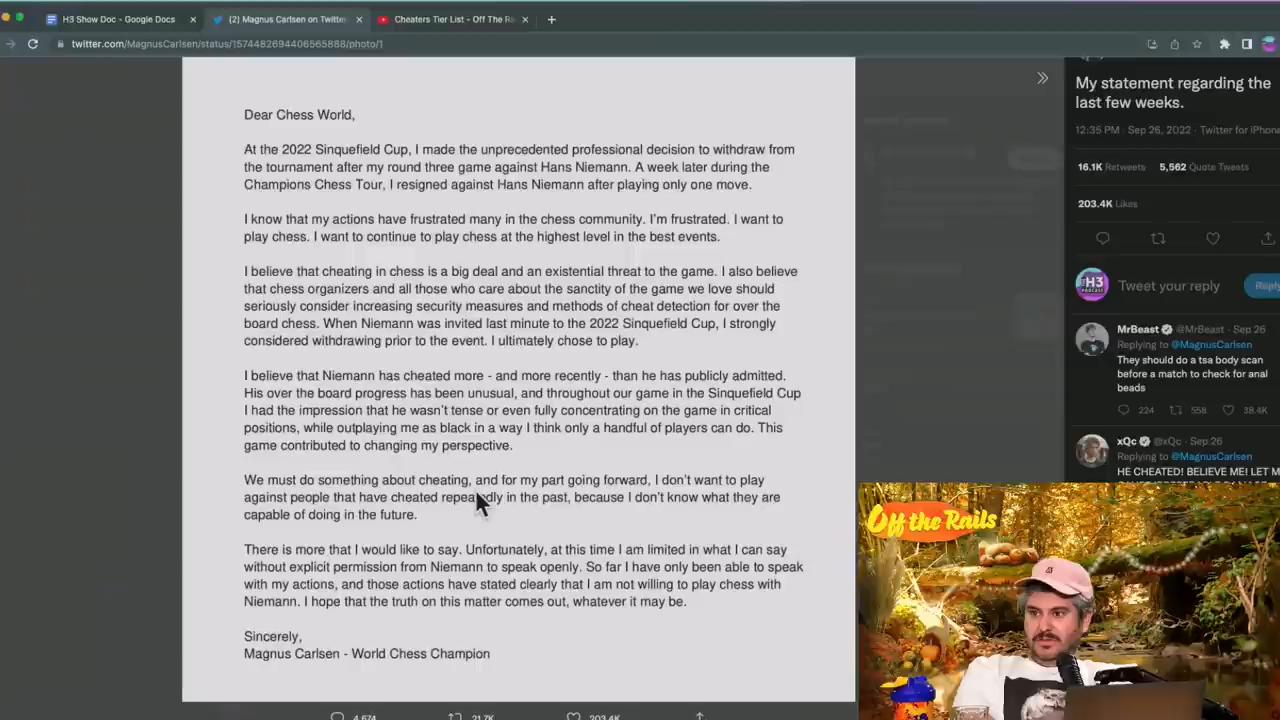 H3 Show Doc - Google Docs
(2) Magnus Carlsen on Twitte
Cheaters Tier List - Off The R
twitter.com/MagnusCarlsen/status/1574482694406565888/photo/1
Dear Chess World,
At the 2022 Sinquefield Cup, I made the unprecedented professional decision to withdraw from
the tournament after my round three game against Hans Niemann. A week later during the
Champions Chess Tour, I resigned against Hans Niemann after playing only one move.
I know that my actions have frustrated many in the chess community. I'm frustrated. I want to
play chess. I want to continue to play chess at the highest level in the best events.
I believe that cheating in chess is a big deal and an existential threat to the game. I also believe
that chess organizers and all those who care about the sanctity of the game we love should
seriously consider increasing security measures and methods of cheat detection for over the
board chess. When Niemann was invited last minute to the 2022 Sinquefield Cup, I strongly
considered withdrawing prior to the event. I ultimately chose to play.
I believe that Niemann has cheated more - and more recently - than he has publicly admitted.
His over the board progress has been unusual, and throughout our game in the Sinquefield Cup
I had the impression that he wasn't tense or even fully concentrating on the game in critical
positions, while outplaying me as black in a way I think only a handful of players can do. This
game contributed to changing my perspective.
We must do something about cheating, and for my part going forward, I don't want to play
against people that have cheated repeatedly in the past, because I don't know what they are
capable of doing in the future.
There is more that I would like to say. Unfortunately, at this time I am limited in what I can say
without explicit permission from Niemann to speak openly. So far I have only been able to speak
with my actions, and those actions have stated clearly that I am not willing to play chess with
Niemann. I hope that the truth on this matter comes out, whatever it may be.
Sincerely,
Magnus Carlsen - World Chess Champion
4,674 21.7K 203.4K
My statement regarding the
last few weeks.
12:35 PM · Sep 26, 2022 · Twitter for iPhone
16.1K Retweets 5,562 Quote Tweets
203.4K Likes
H3
PODCAST
Tweet your reply
Reply
MrBeast @MrBeast · Sep 26
Replying to @MagnusCarlsen
They should do a tsa body scan
before a match to check for anal
beads
224 558 38.4K
xQc @xQc · Sep 26
Replying to @MagnusCarlsen
HE CHEATED! BELIEVE ME! LET M
Off the Rails